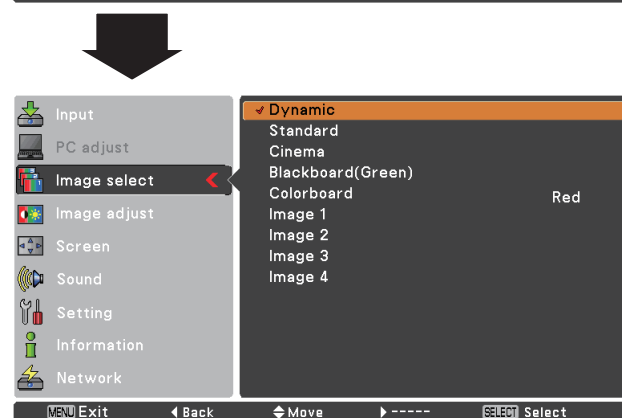 Input
PC adjust
Image select
Image adjust
Screen
Sound
Setting
Information
Network
Dynamic
Standard
Cinema
Blackboard(Green)
Colorboard Red
Image 1
Image 2
Image 3
Image 4
MENU Exit Back Move ----- SELECT Select